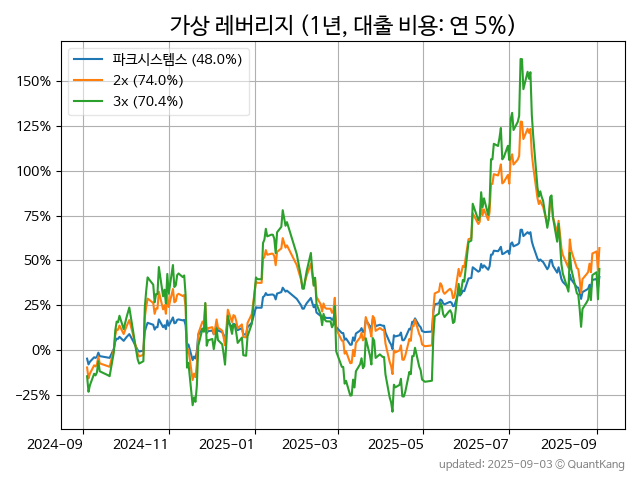 가상 레버리지 (1년, 대출 비용: 연 5%)
파크시스템스 (48.0%)
2x (74.0%)
3x (70.4%)
150%
125%
100%
75%
50%
25%
0%
−25%
2024-09 2024-11 2025-01 2025-03 2025-05 2025-07 2025-09
updated: 2025-09-03 © QuantKang